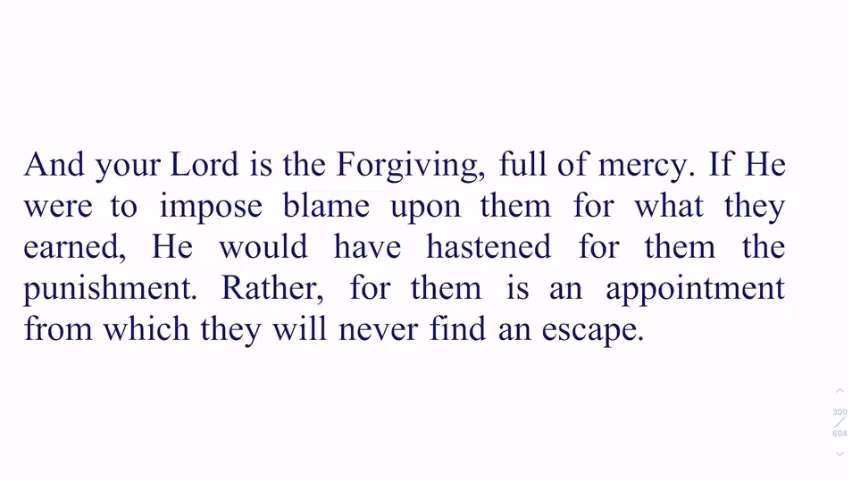 And your Lord is the Forgiving, full of mercy. If He
were to impose blame upon them for what they
earned, He would have hastened for them the
punishment. Rather, for them is an appointment
from which they will never find an escape.
300
/
604